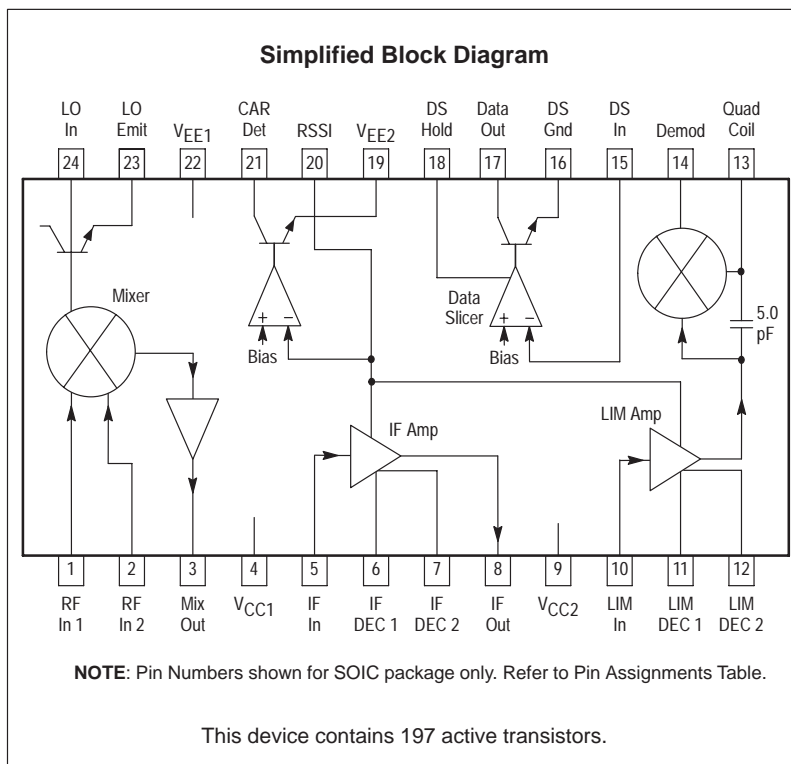 Simplified Block Diagram
LO In
LO Emit
VEE1
CAR Det
RSSI
VEE2
DS Hold
Data Out
DS Gnd
DS In
Demod
Quad Coil
24 23 22 21 20 19 18 17 16 15 14 13
Mixer
+ –
Bias
Data Slicer
+ –
Bias
5.0 pF
IF Amp
LIM Amp
1 2 3 4 5 6 7 8 9 10 11 12
RF In 1
RF In 2
Mix Out
VCC1
IF In
IF DEC 1
IF DEC 2
IF Out
VCC2
LIM In
LIM DEC 1
LIM DEC 2
NOTE: Pin Numbers shown for SOIC package only. Refer to Pin Assignments Table.
This device contains 197 active transistors.